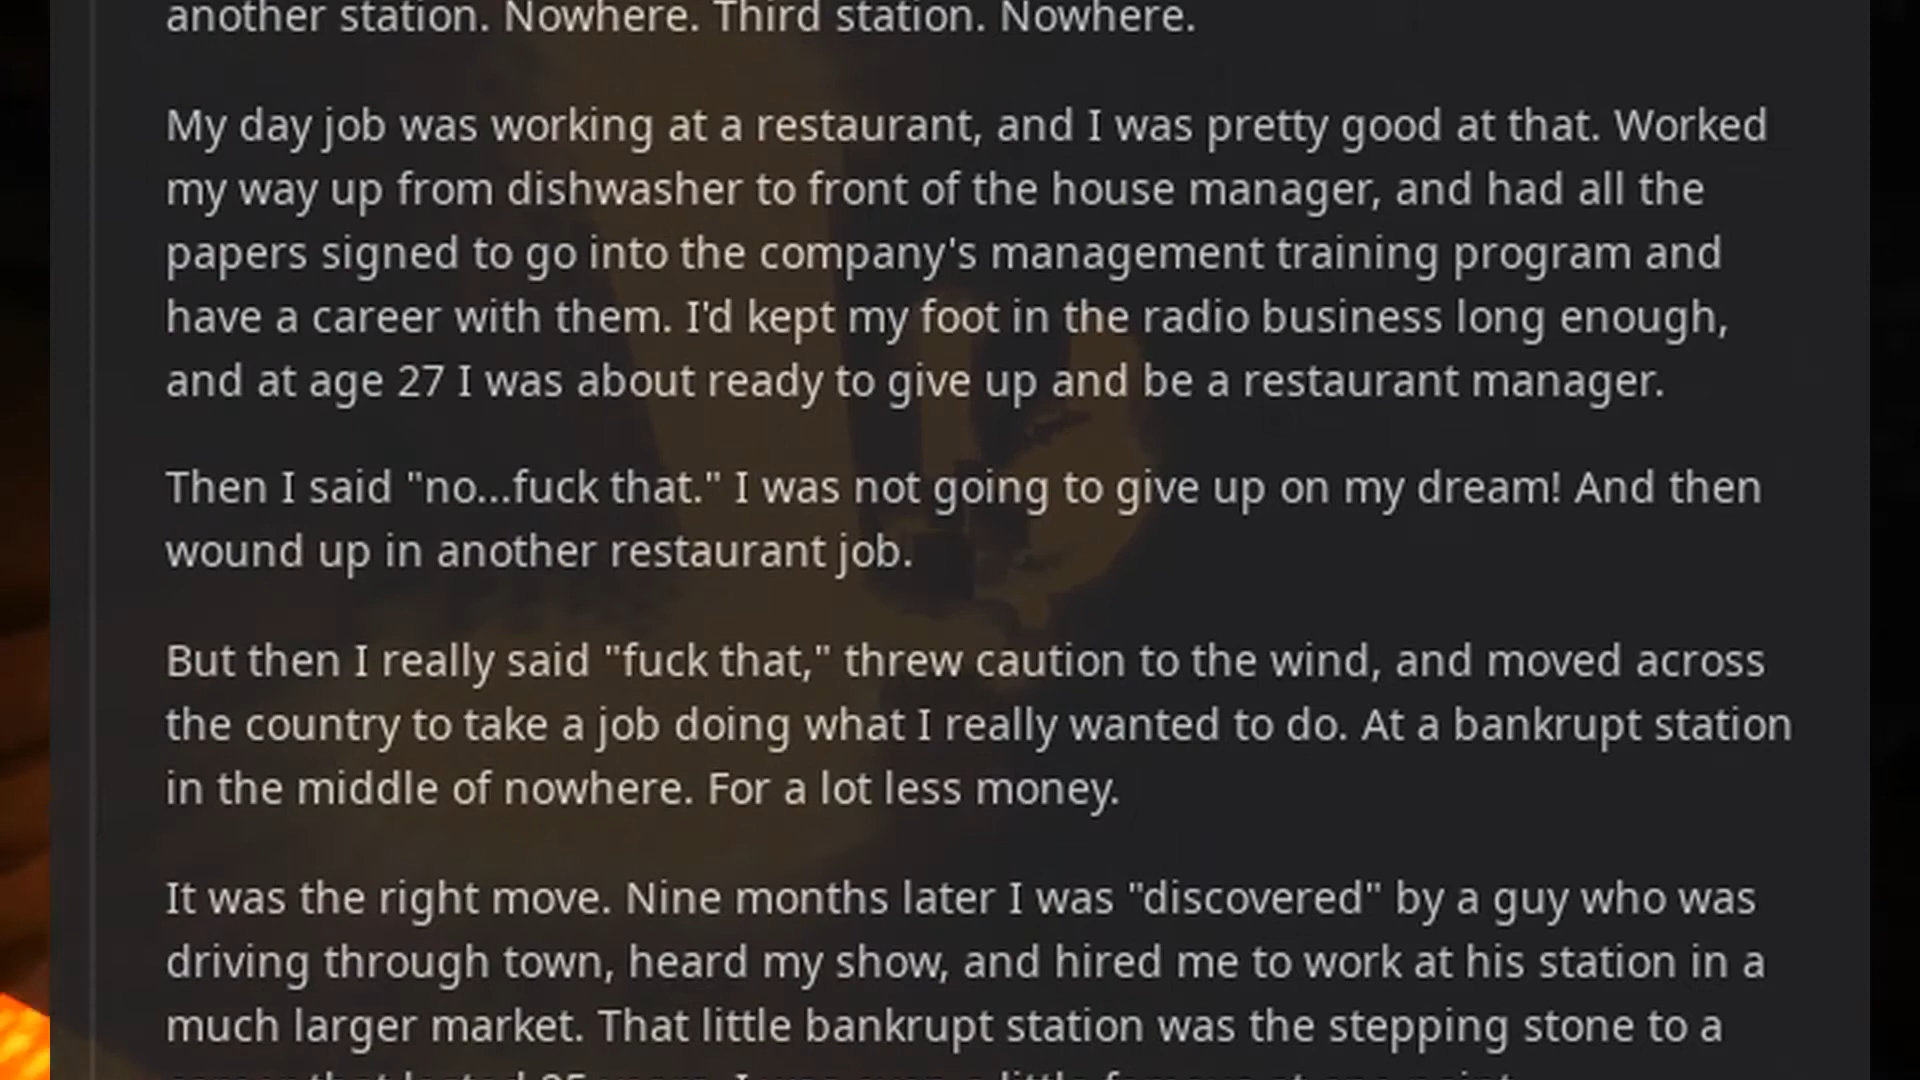 another station. Nowhere. Third station. Nowhere.
My day job was working at a restaurant, and I was pretty good at that. Worked
my way up from dishwasher to front of the house manager, and had all the
papers signed to go into the company's management training program and
have a career with them. I'd kept my foot in the radio business long enough,
and at age 27 I was about ready to give up and be a restaurant manager.
Then I said "no...fuck that." I was not going to give up on my dream! And then
wound up in another restaurant job.
But then I really said "fuck that," threw caution to the wind, and moved across
the country to take a job doing what I really wanted to do. At a bankrupt station
in the middle of nowhere. For a lot less money.
It was the right move. Nine months later I was "discovered" by a guy who was
driving through town, heard my show, and hired me to work at his station in a
much larger market. That little bankrupt station was the stepping stone to a